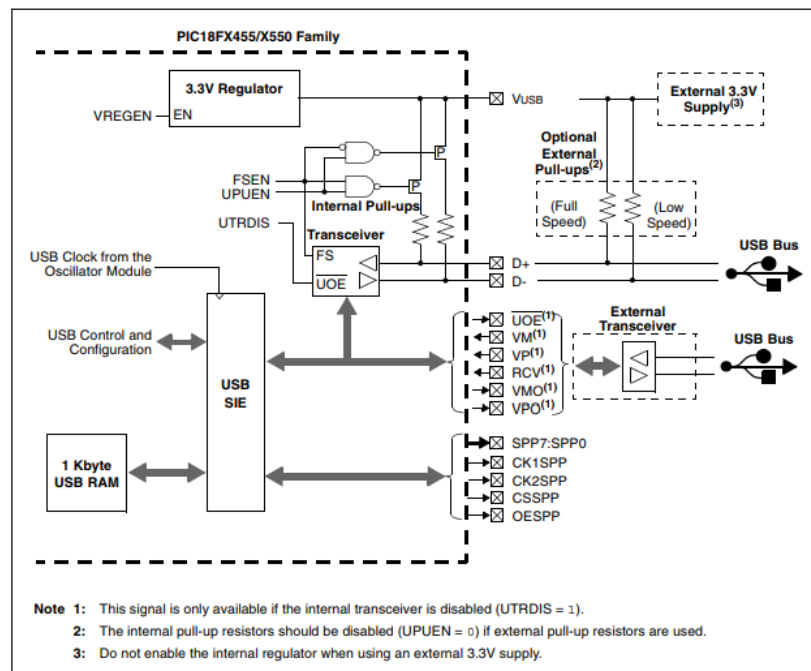 PIC18FX455/X550 Family
3.3V Regulator
EN
VREGEN
VUSB
External 3.3V
Supply(3)
Optional
External
Pull-ups(2)
P
P
FSEN
UPUEN
Internal Pull-ups
(Full
Speed)
(Low
Speed)
UTRDIS
Transceiver
FS
UOE
USB Clock from the
Oscillator Module
D+
D-
USB Bus
USB Control and
Configuration
USB
SIE
UOE(1)
VM(1)
VP(1)
RCV(1)
VMO(1)
VPO(1)
External
Transceiver
USB Bus
1 Kbyte
USB RAM
SPP7:SPP0
CK1SPP
CK2SPP
CSSPP
OESPP
Note 1: This signal is only available if the internal transceiver is disabled (UTRDIS = 1).
2: The internal pull-up resistors should be disabled (UPUEN = 0) if external pull-up resistors are used.
3: Do not enable the internal regulator when using an external 3.3V supply.